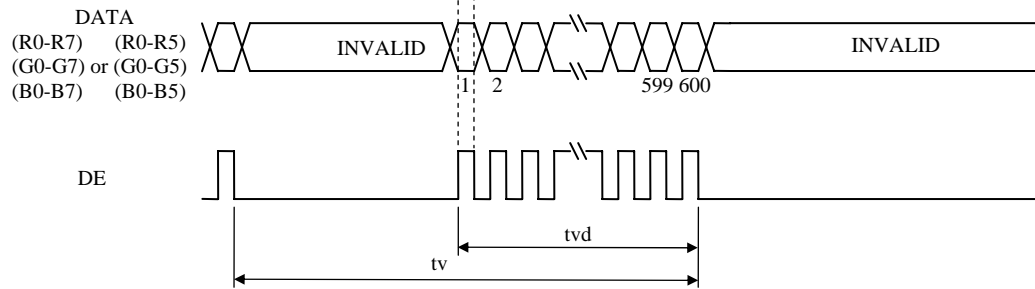 DATA
(R0-R7) (R0-R5)
(G0-G7) or (G0-G5)
(B0-B7) (B0-B5)
INVALID
INVALID
1 2 599 600
DE
tvd
tv